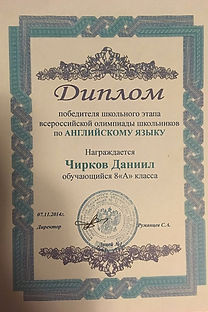 Диплом
победителя школьного этапа
всероссийской олимпиады школьников
по АНГЛИЙСКОМУ ЯЗЫКУ
Награждается
Чирков Даниил
обучающийся 8«А» класса
07.11.2014г.
Директор Румянцев С.А.